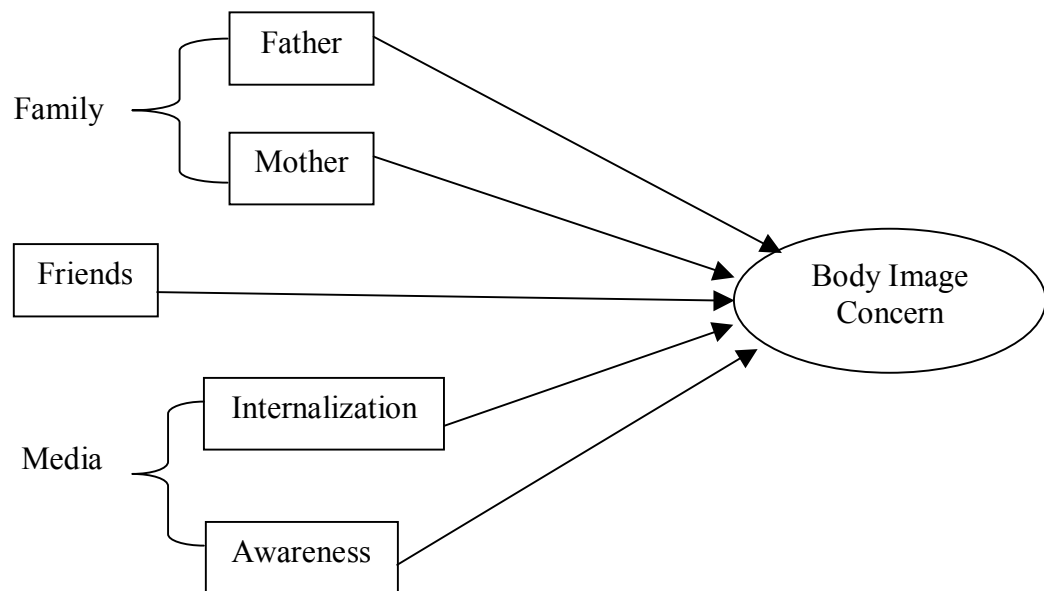 Father
Family
Mother
Friends
Body Image
Concern
Internalization
Media
Awareness